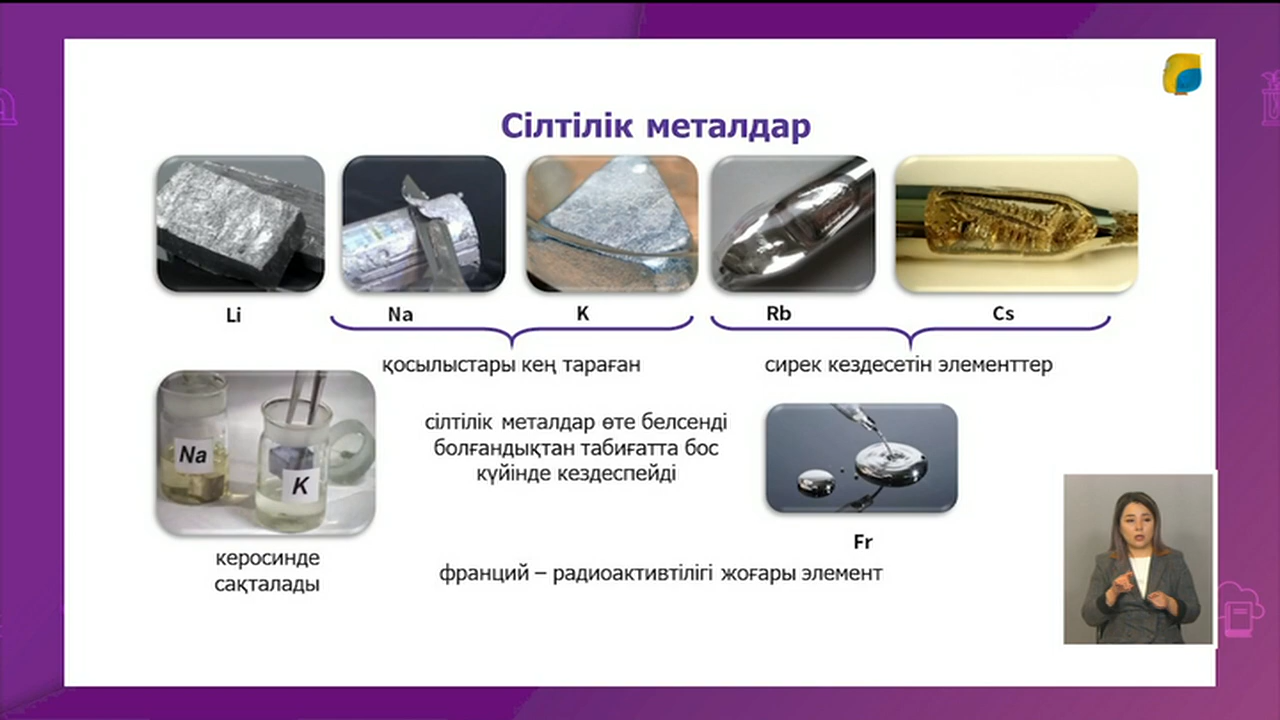 Сілтілік металдар
Li
Na
K
Rb
Cs
қосылыстары кең тараған
сирек кездесетін элементтер
Na
K
сілтілік металдар өте белсенді
болғандықтан табиғатта бос
күйінде кездеспейді
Fr
керосинде
сақталады
франций – радиоактивтілігі жоғары элемент